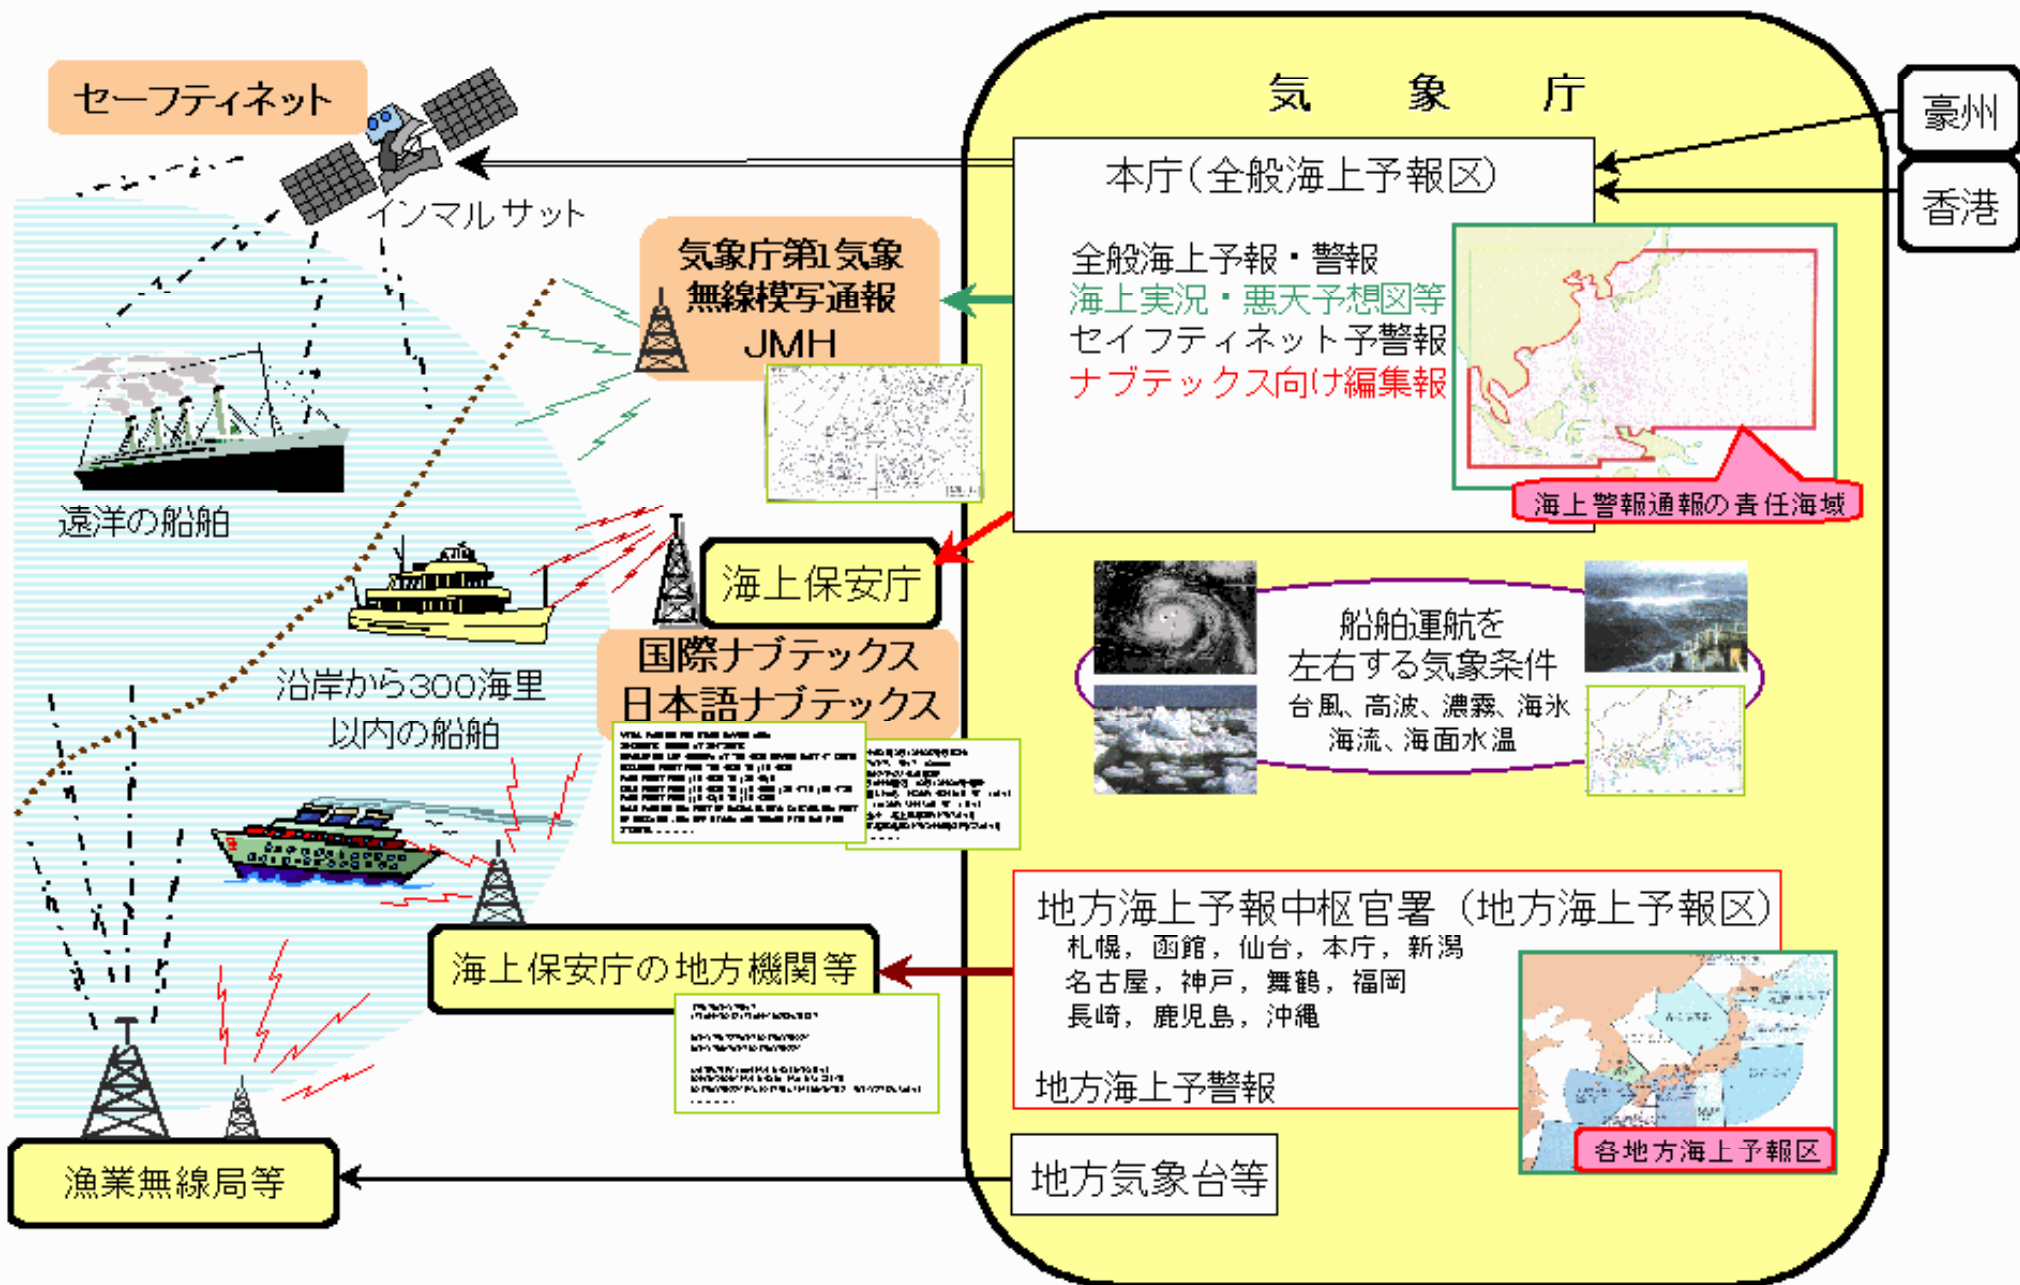 セーフティネット
インマルサット
気象庁第1気象
無線模写通報
JMH
遠洋の船舶
海上保安庁
国際ナブテックス
日本語ナブテックス
沿岸から300海里
以内の船舶
海上保安庁の地方機関等
漁業無線局等
気象庁
本庁(全般海上予報区)
全般海上予報・警報
海上実況・悪天予想図等
セイフティネット予警報
ナブテックス向け編集報
海上警報通報の責任海域
豪州
香港
船舶運航を
左右する気象条件
台風、高波、濃霧、海氷
海流、海面水温
地方海上予報中枢官署(地方海上予報区)
札幌，函館，仙台，本庁，新潟
名古屋，神戸，舞鶴，福岡
長崎，鹿児島，沖縄
地方海上予警報
各地方海上予報区
地方気象台等